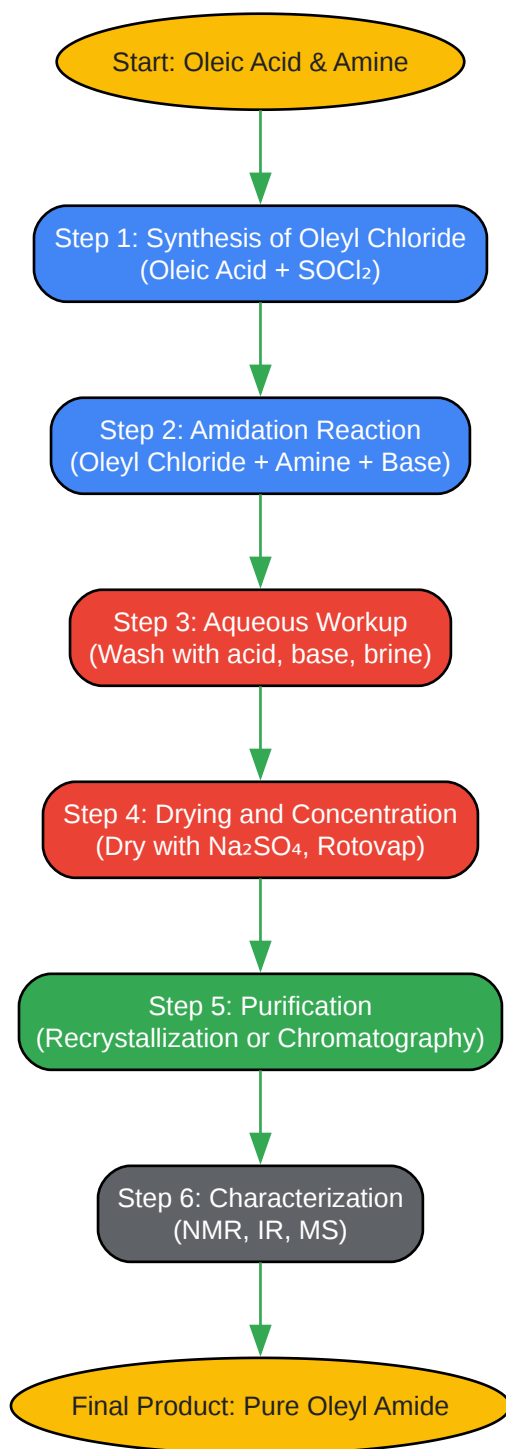 Start: Oleic Acid & Amine
Step 1: Synthesis of Oleyl Chloride
(Oleic Acid + SOCl₂)
Step 2: Amidation Reaction
(Oleyl Chloride + Amine + Base)
Step 3: Aqueous Workup
(Wash with acid, base, brine)
Step 4: Drying and Concentration
(Dry with Na₂SO₄, Rotovap)
Step 5: Purification
(Recrystallization or Chromatography)
Step 6: Characterization
(NMR, IR, MS)
Final Product: Pure Oleyl Amide